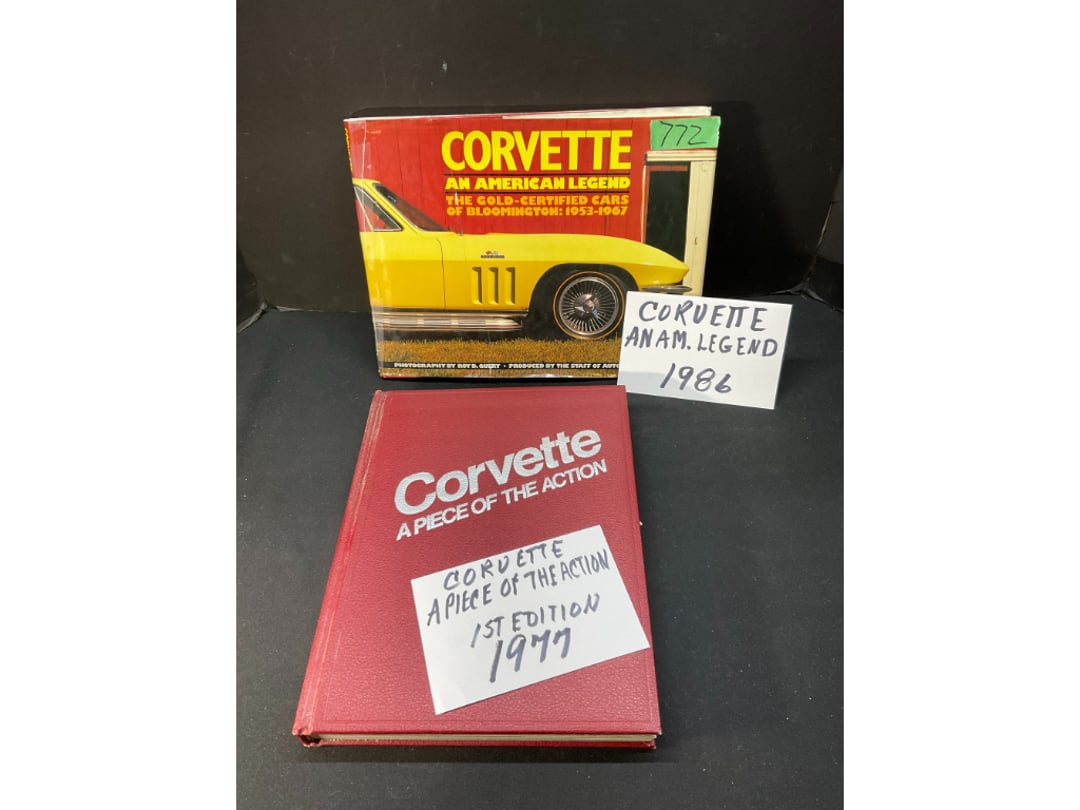 CORVETTE
772
AN AMERICAN LEGEND
THE GOLD-CERTIFIED CARS
OF BLOOMINGTON: 1953-1967
PHOTOGRAPHY BY ROY D. QUERY • PRODUCED BY THE STAFF OF AUTO
CORVETTE
AN AM. LEGEND
1986
Corvette
A PIECE OF THE ACTION
CORVETTE
A PIECE OF THE ACTION
1ST EDITION
1977